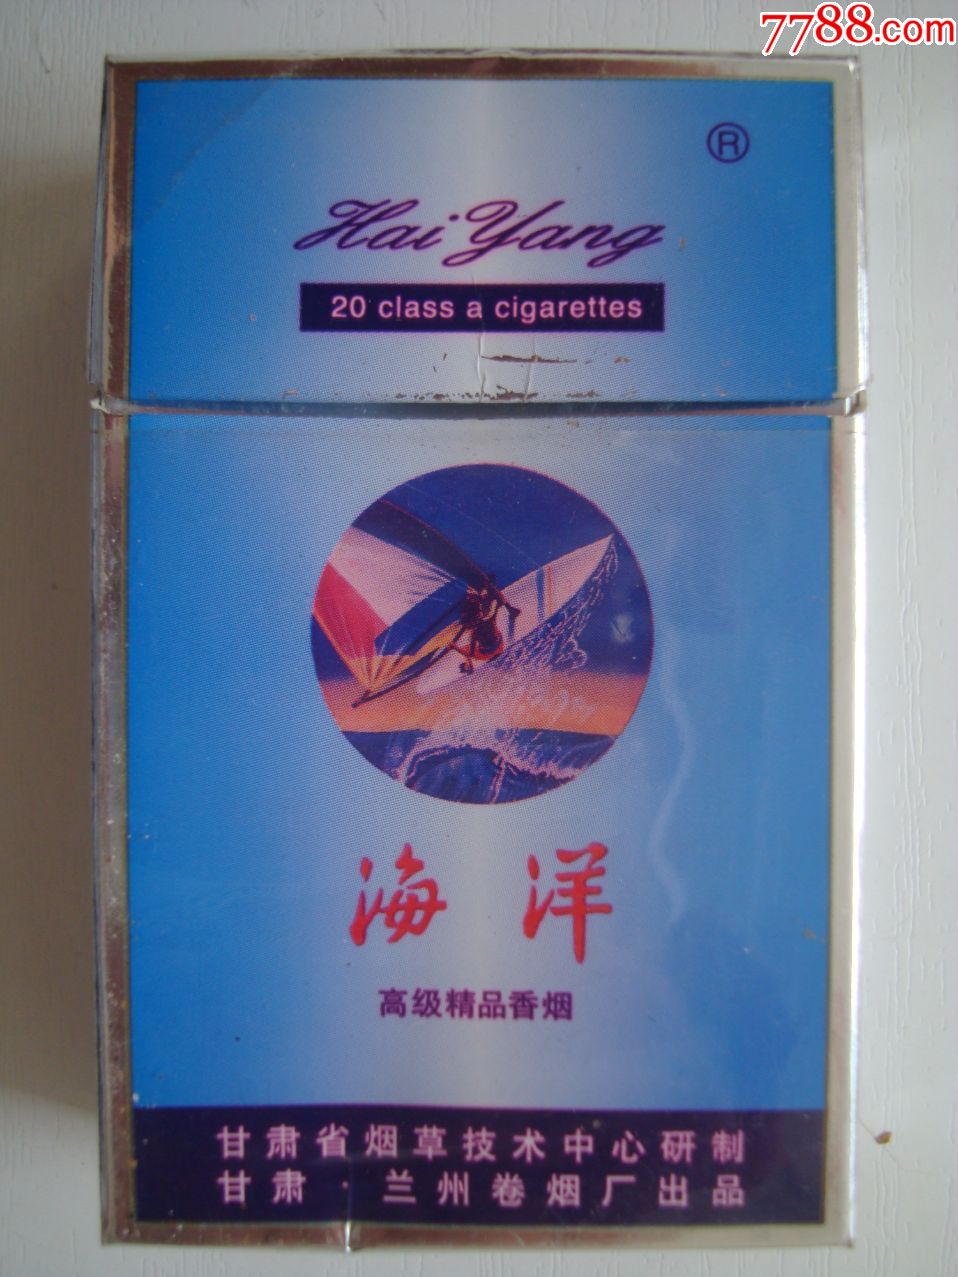 7788.com
®
Hai Yang
20 class a cigarettes
海洋
高级精品香烟
甘肃省烟草技术中心研制
甘肃·兰州卷烟厂出品